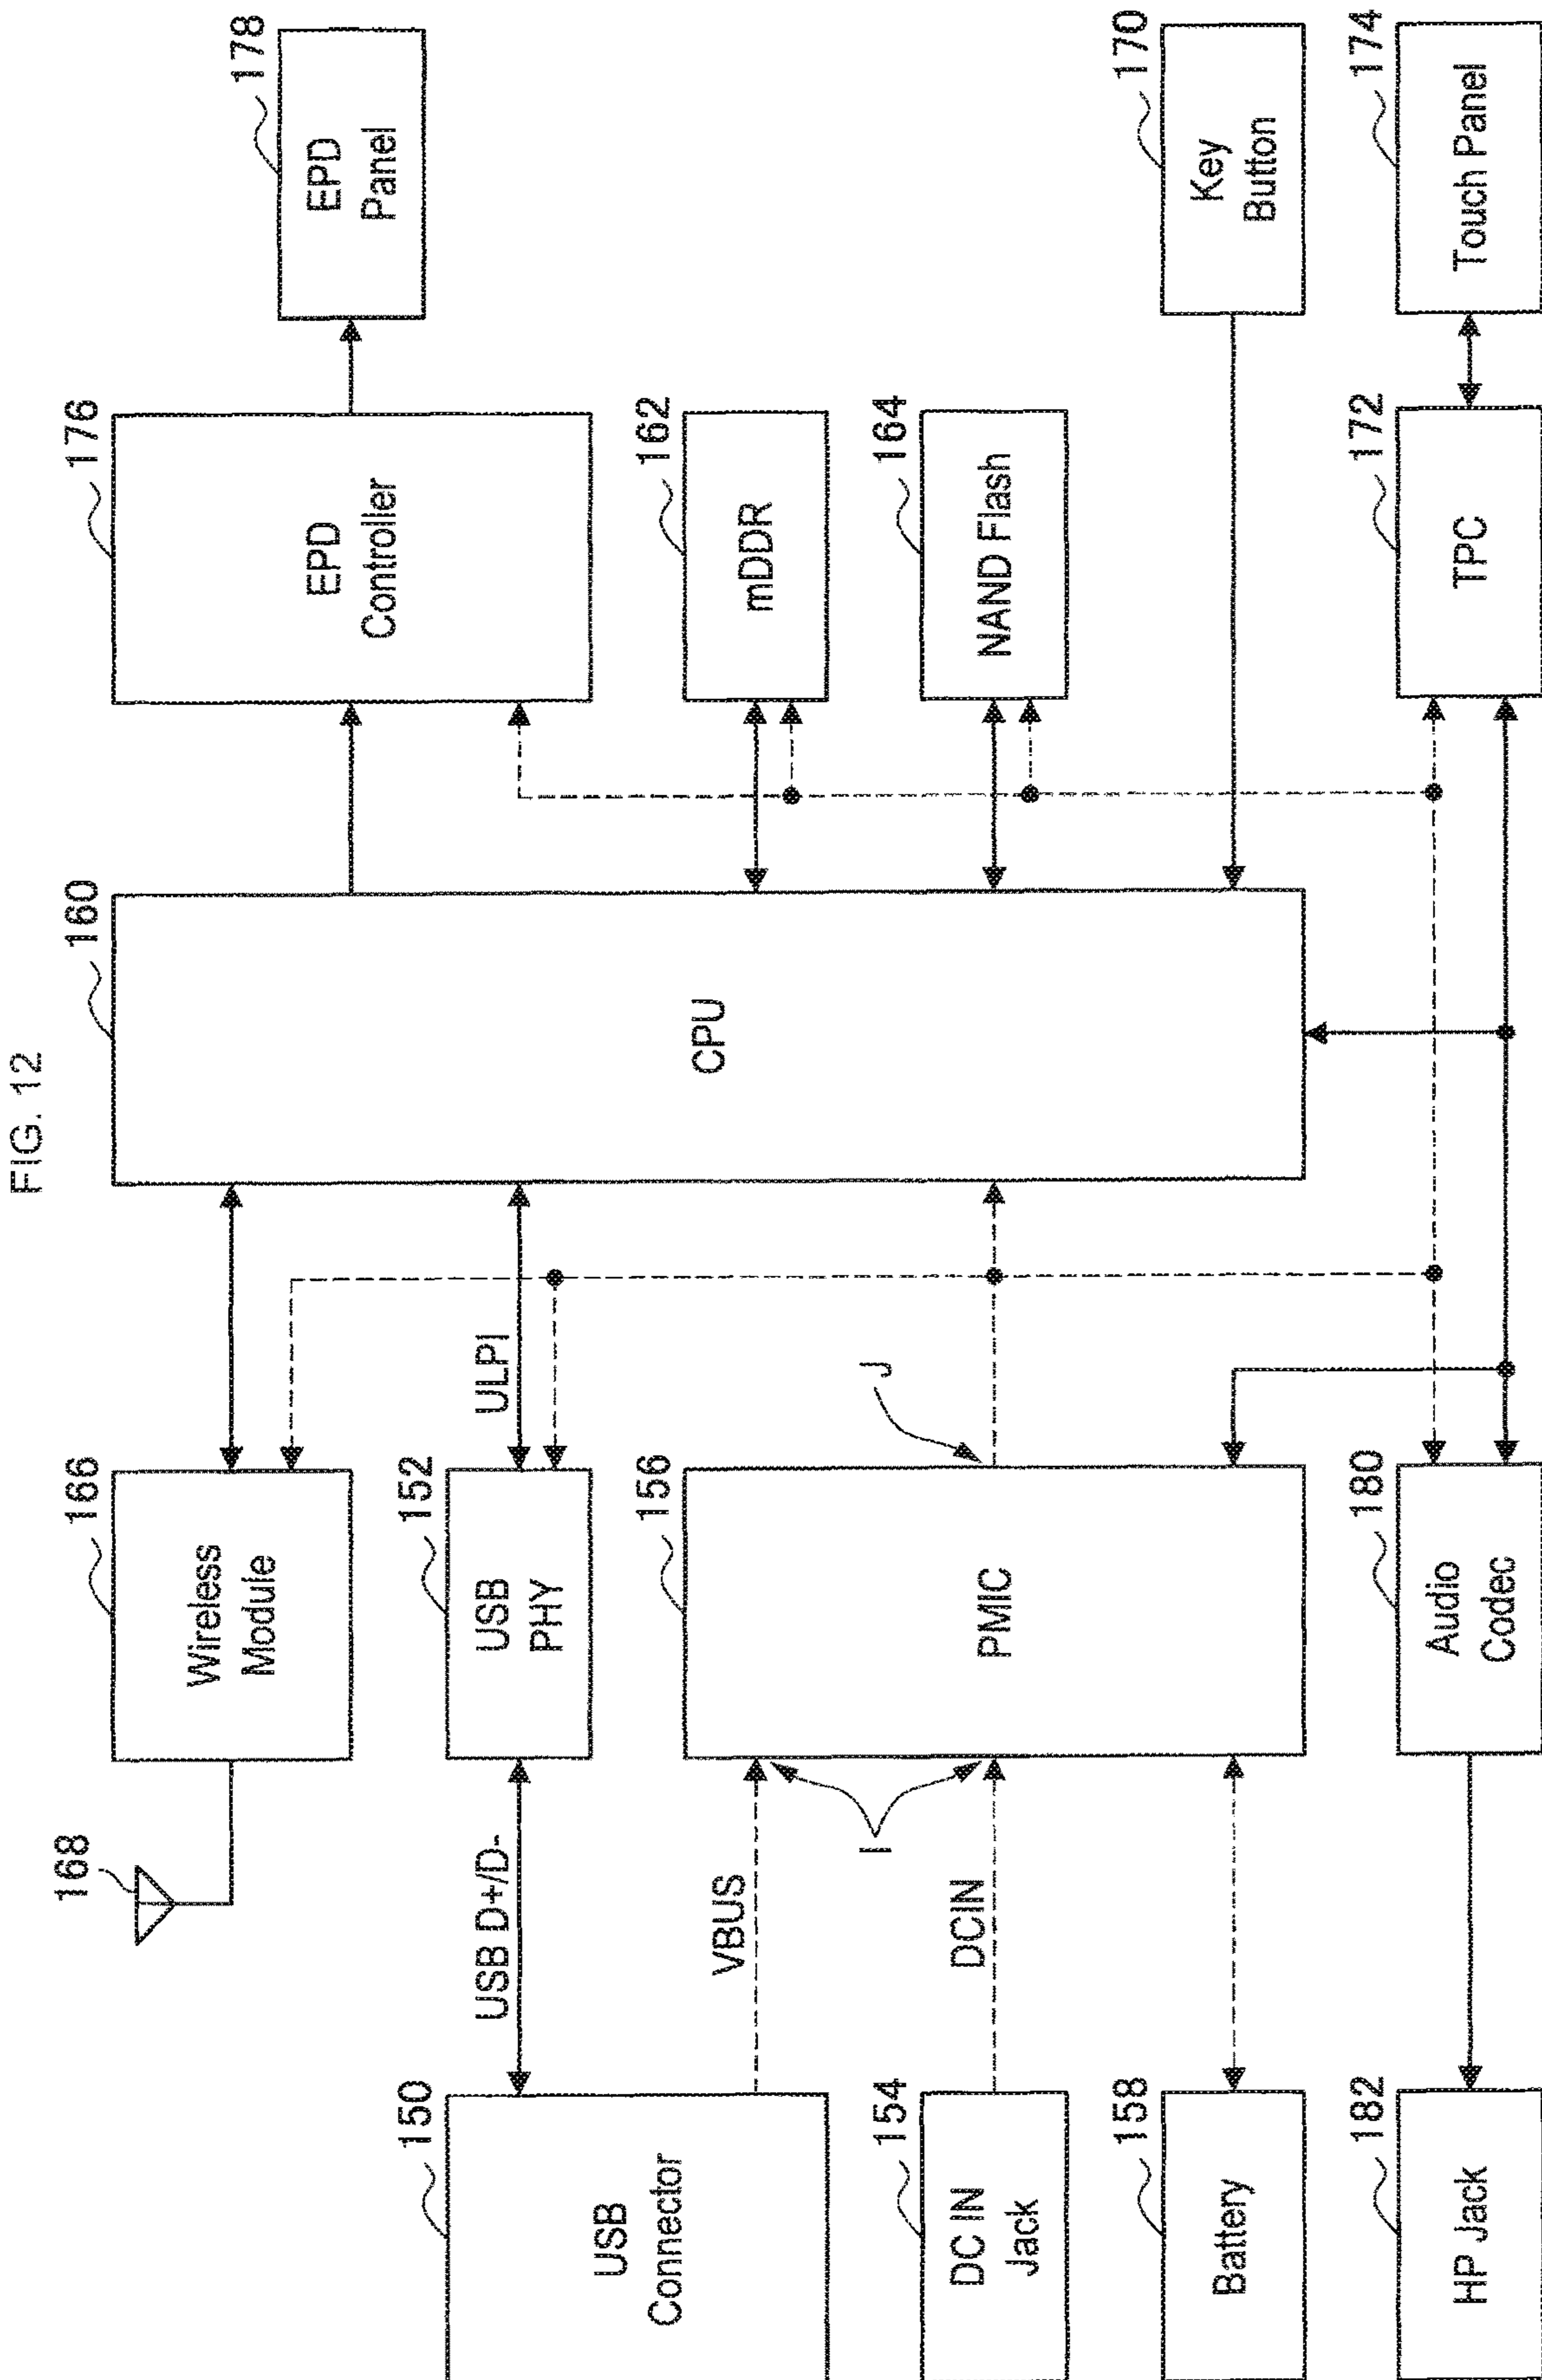 FIG. 12
168
166
Wireless
Module
160
CPU
176
EPD
Controller
178
EPD
Panel
150
USB
Connector
USB D+/D-
152
USB
PHY
ULPI
VBUS
162
mDDR
154
DC IN
Jack
DCIN
I
156
PMIC
J
164
NAND Flash
158
Battery
170
Key
Button
182
HP Jack
180
Audio
Codec
172
TPC
174
Touch Panel